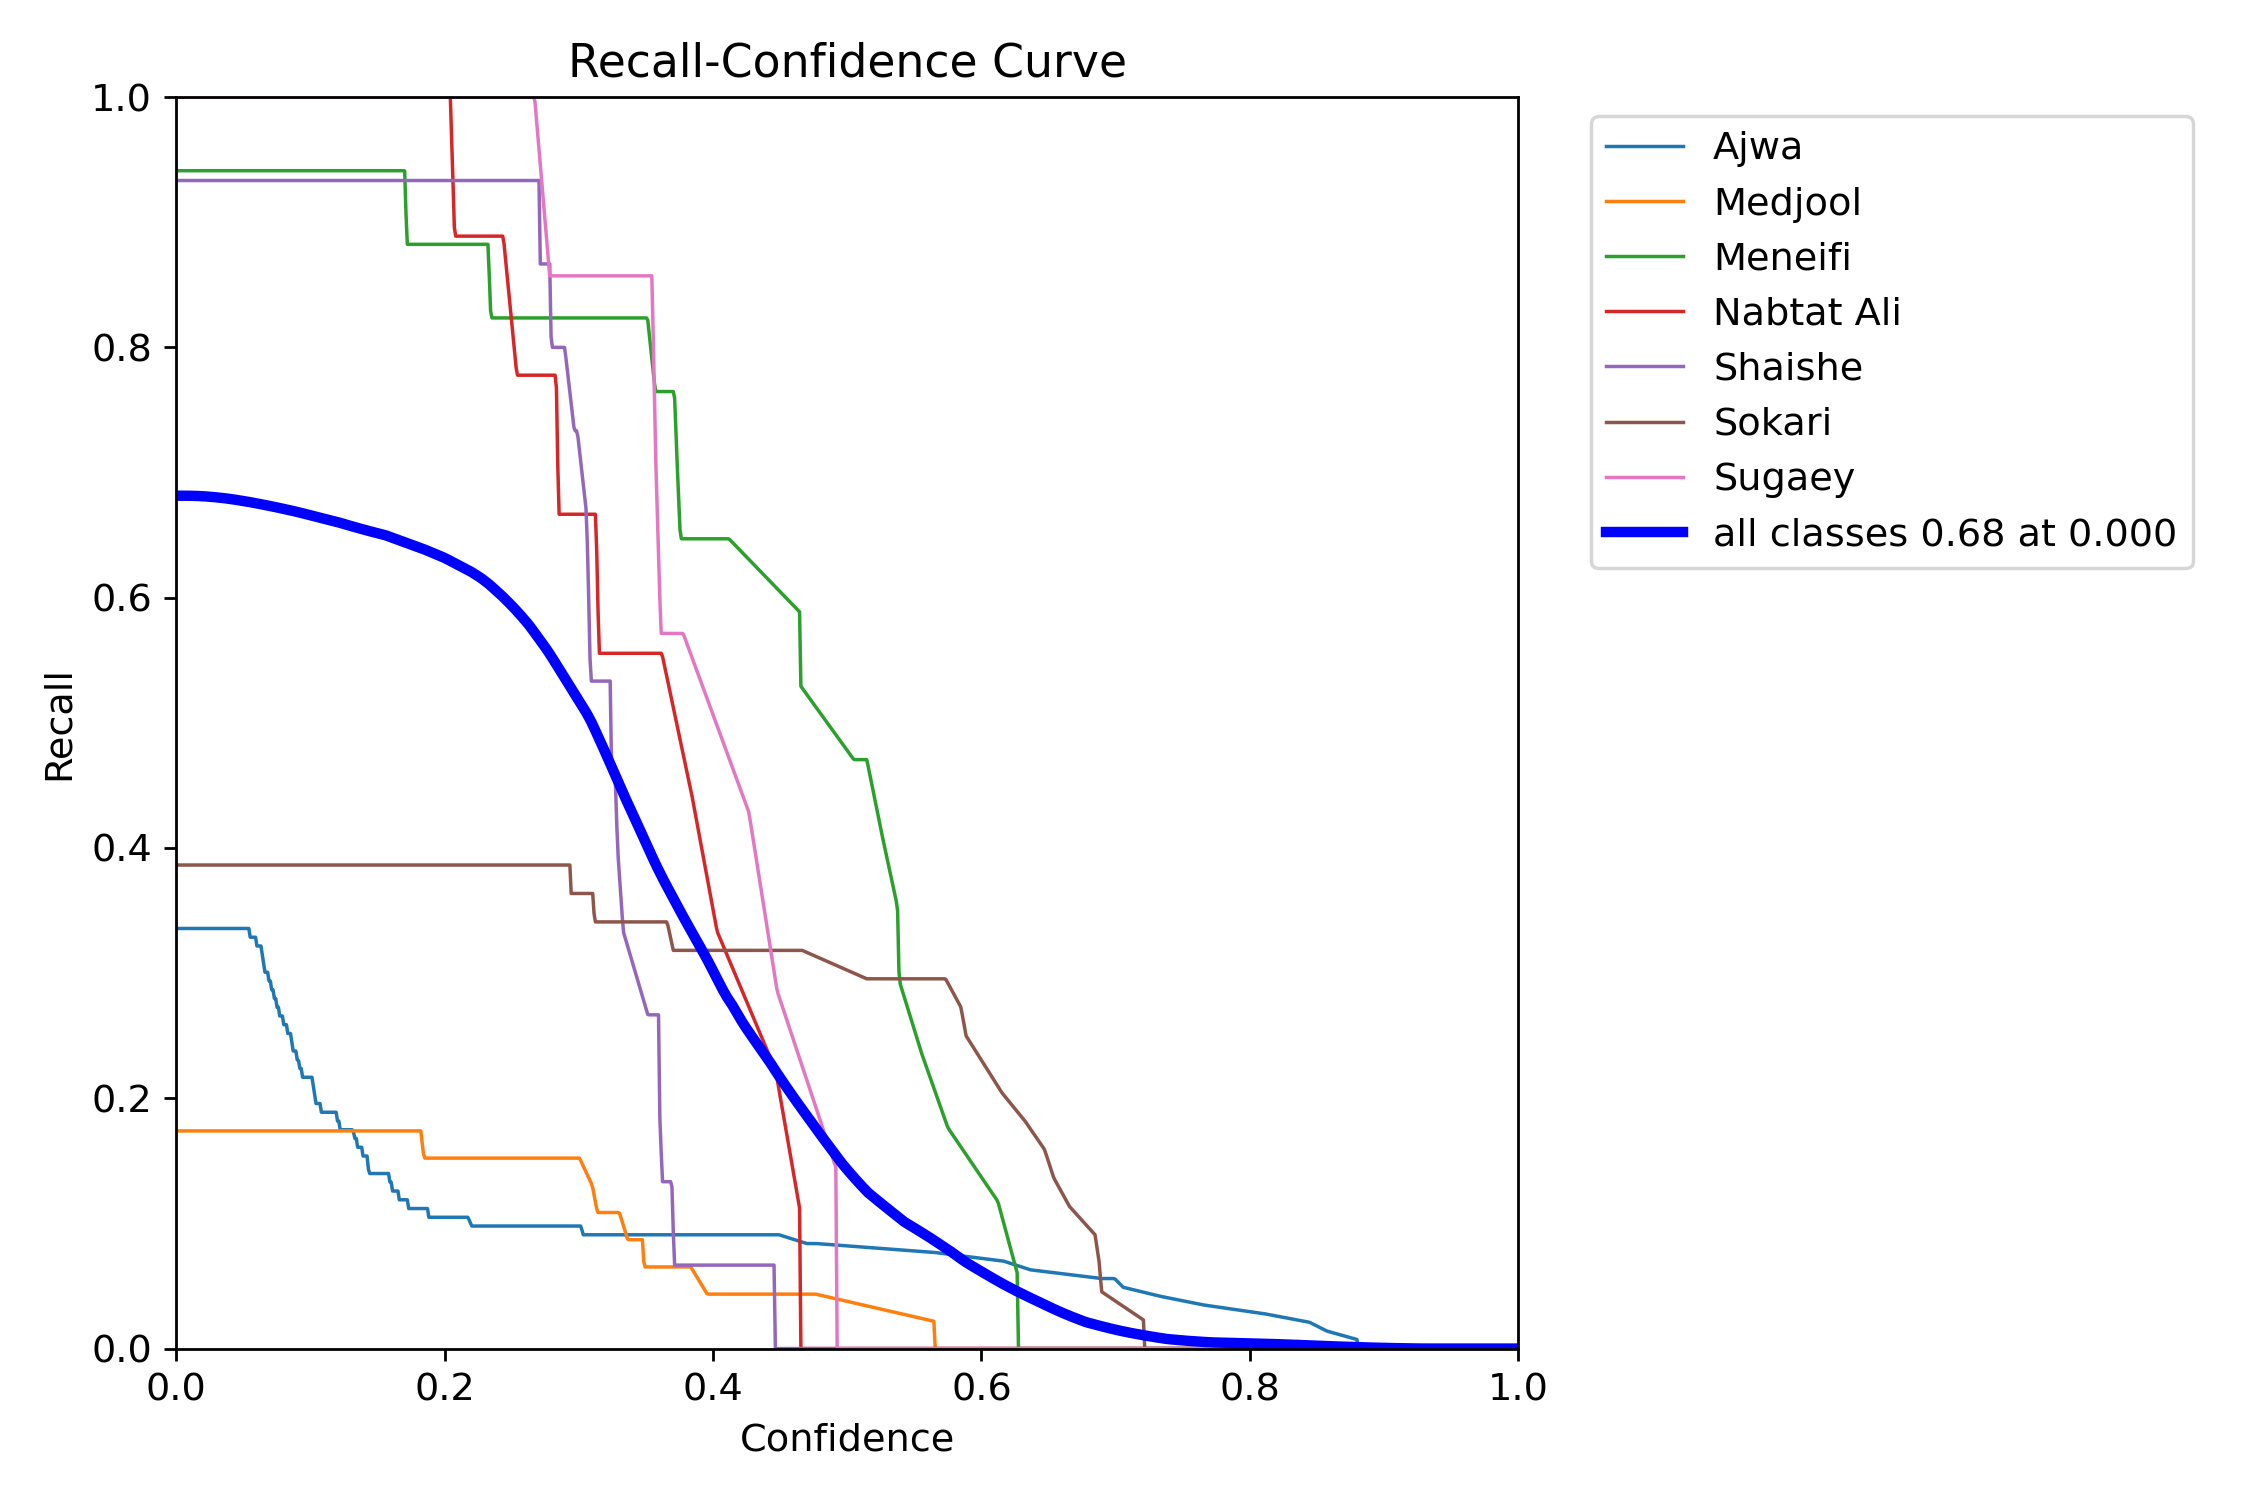 Recall-Confidence Curve
1.0
0.8
0.6
0.4
0.2
0.0
Recall
0.0 0.2 0.4 0.6 0.8 1.0
Confidence
Ajwa
Medjool
Meneifi
Nabtat Ali
Shaishe
Sokari
Sugaey
all classes 0.68 at 0.000